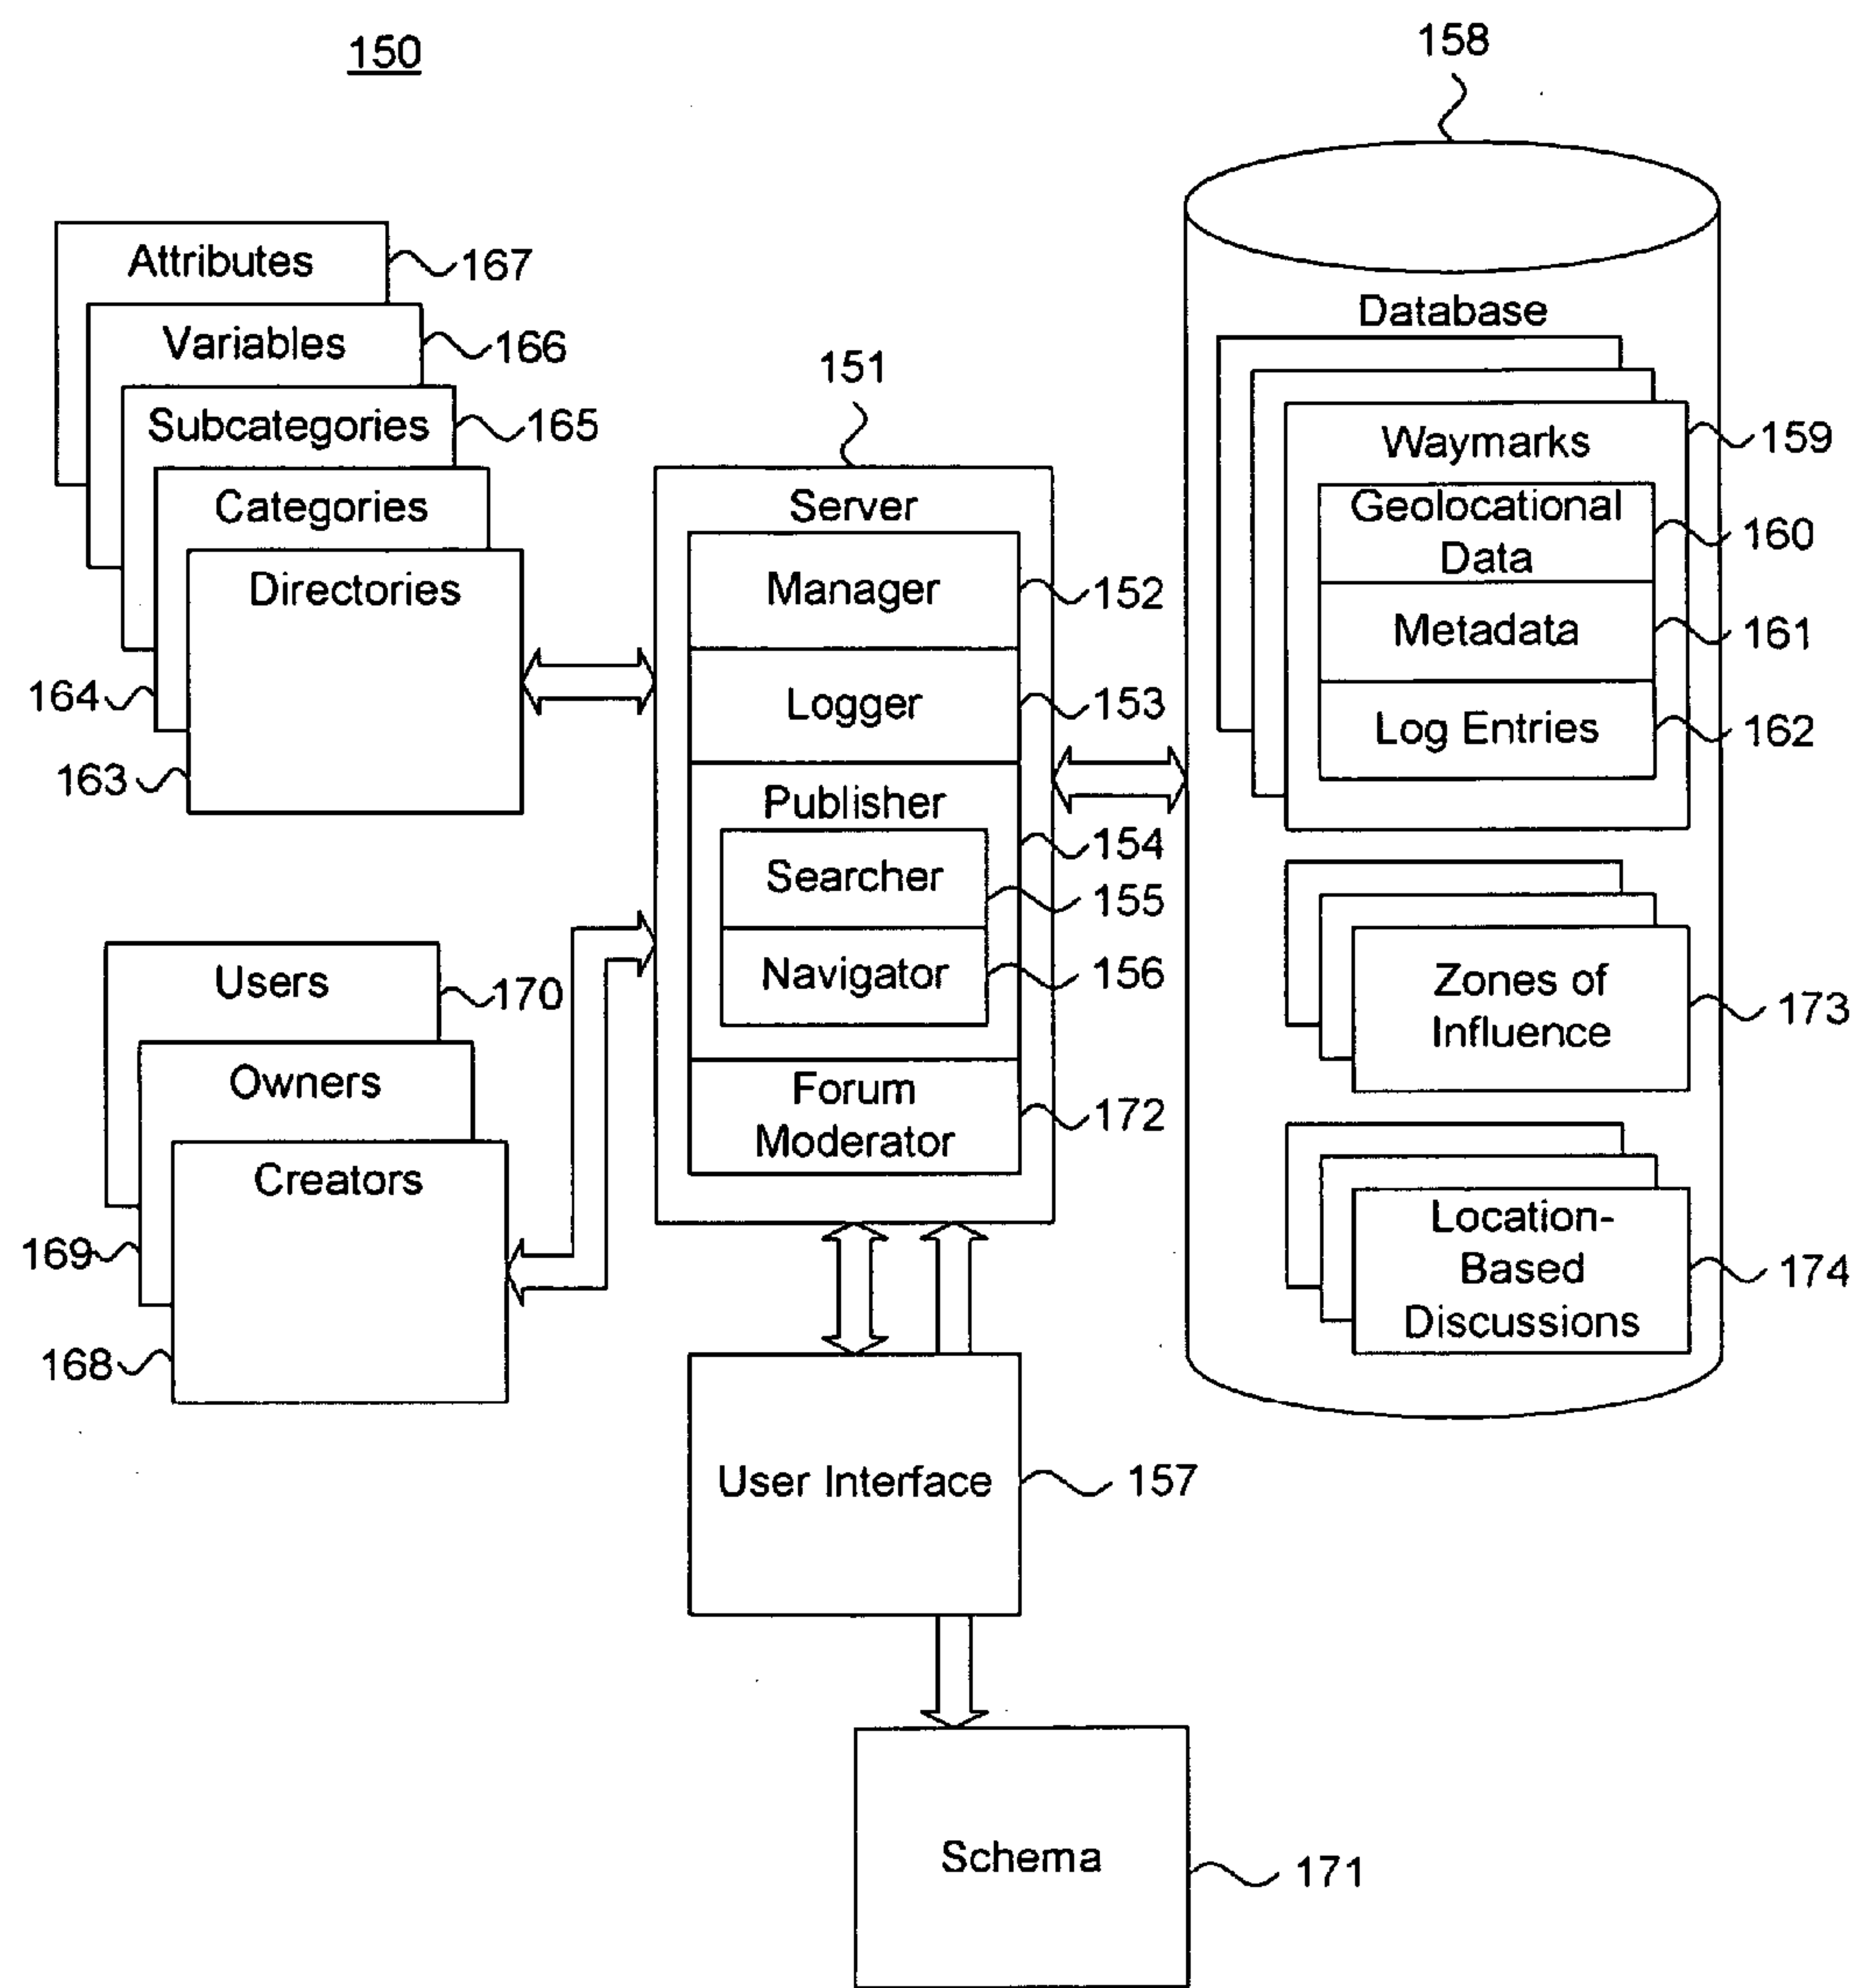 150
158
Attributes
167
Variables
166
Subcategories
165
Categories
Directories
164
163
151
Server
Manager
152
Logger
153
Publisher
154
Searcher
155
Navigator
156
Forum
Moderator
172
Database
Waymarks
159
Geolocational
Data
160
Metadata
161
Log Entries
162
Zones of
Influence
173
Location-
Based
Discussions
174
Users
170
Owners
Creators
169
168
User Interface
157
Schema
171